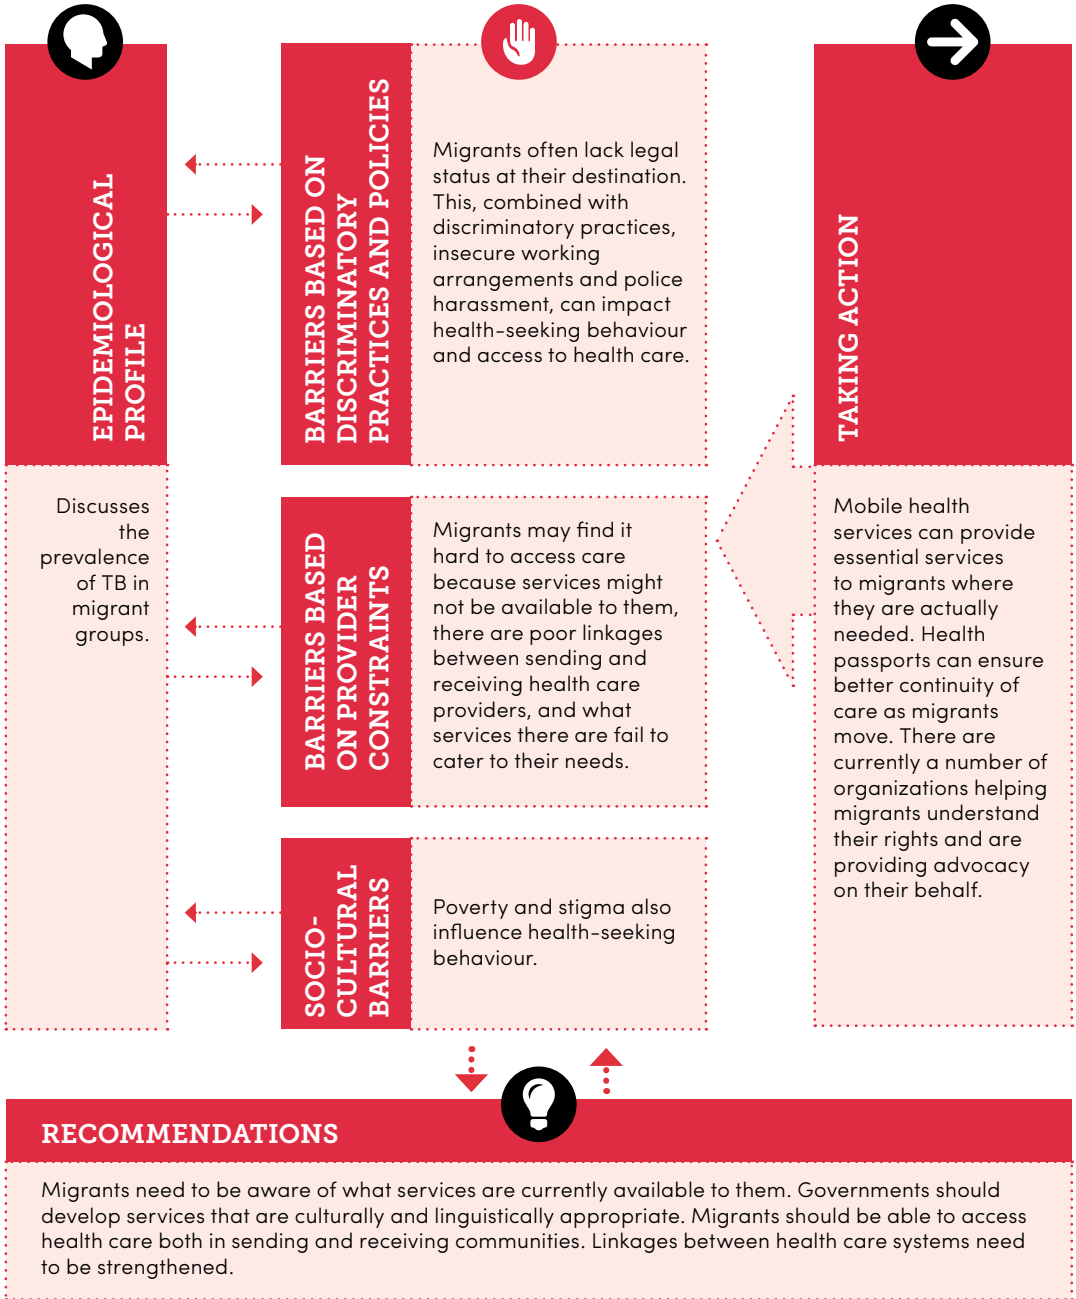 EPIDEMIOLOGICAL
PROFILE
Discusses
the
prevalence
of TB in
migrant
groups.
BARRIERS BASED ON
DISCRIMINATORY
PRACTICES AND POLICIES
Migrants often lack legal
status at their destination.
This, combined with
discriminatory practices,
insecure working
arrangements and police
harassment, can impact
health-seeking behaviour
and access to health care.
BARRIERS BASED
ON PROVIDER
CONSTRAINTS
Migrants may find it
hard to access care
because services might
not be available to them,
there are poor linkages
between sending and
receiving health care
providers, and what
services there are fail to
cater to their needs.
SOCIO-
CULTURAL
BARRIERS
Poverty and stigma also
influence health-seeking
behaviour.
TAKING ACTION
Mobile health
services can provide
essential services
to migrants where
they are actually
needed. Health
passports can ensure
better continuity of
care as migrants
move. There are
currently a number of
organizations helping
migrants understand
their rights and are
providing advocacy
on their behalf.
RECOMMENDATIONS
Migrants need to be aware of what services are currently available to them. Governments should
develop services that are culturally and linguistically appropriate. Migrants should be able to access
health care both in sending and receiving communities. Linkages between health care systems need
to be strengthened.